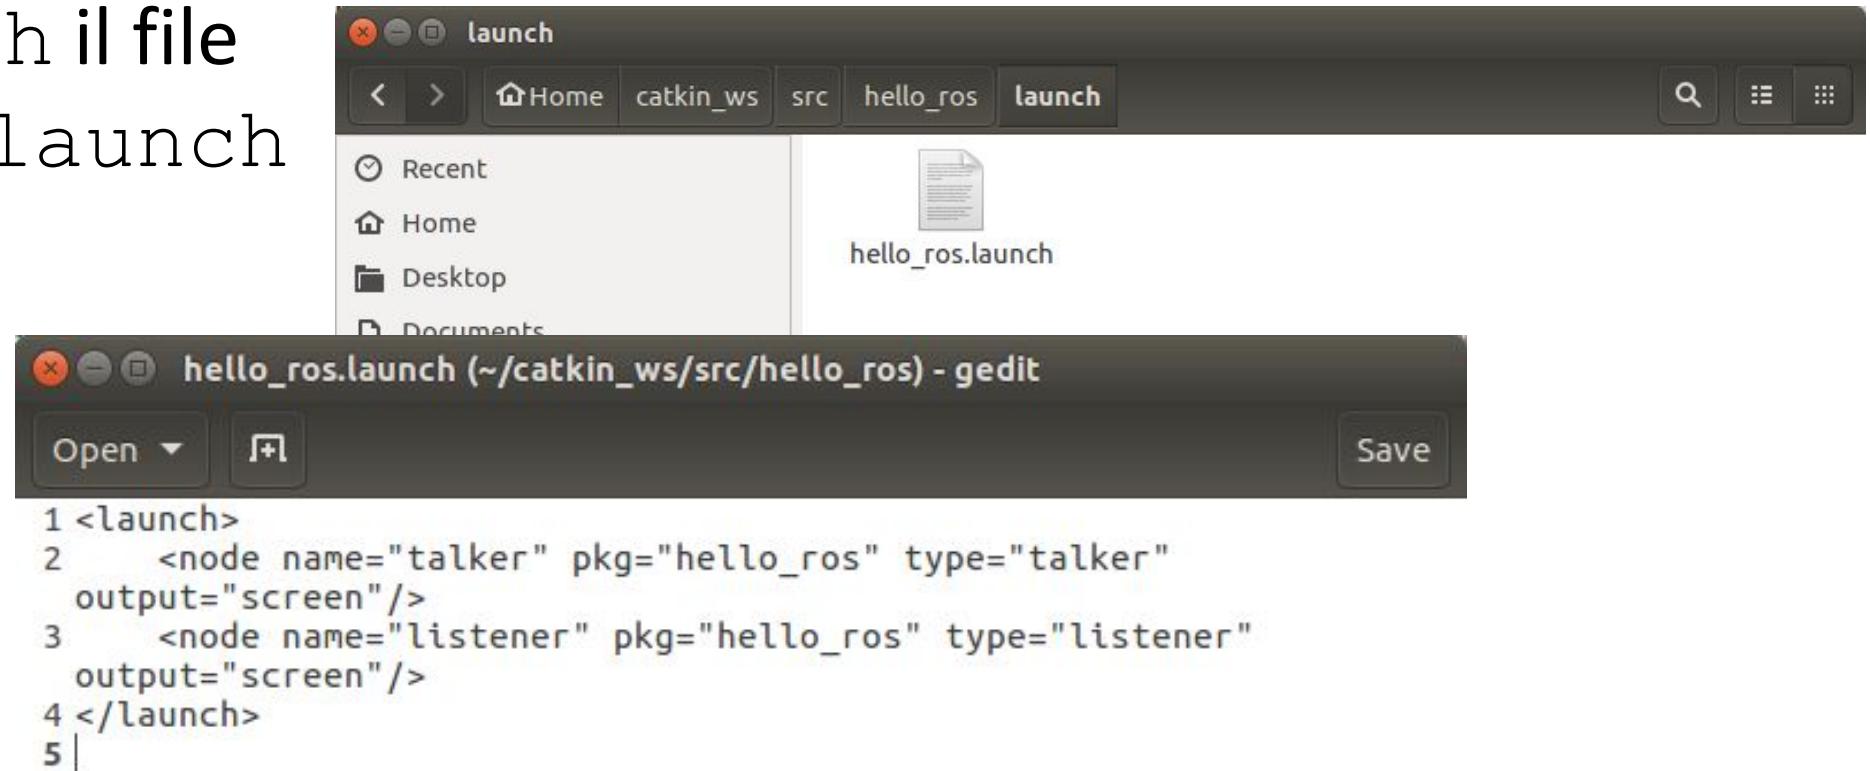 h il file
launch
launch
Home catkin_ws src hello_ros launch
Recent
Home
Desktop
Documents
hello_ros.launch
hello_ros.launch (~/catkin_ws/src/hello_ros) - gedit
Open Save
1 <launch>
2     <node name="talker" pkg="hello_ros" type="talker"
output="screen"/>
3     <node name="listener" pkg="hello_ros" type="listener"
output="screen"/>
4 </launch>
5